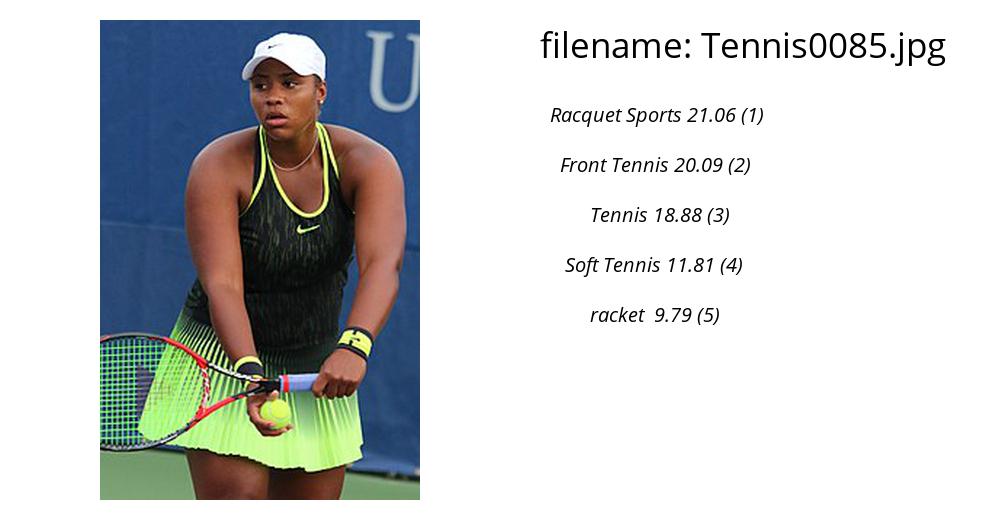 filename: Tennis0085.jpg
Racquet Sports 21.06 (1)
Front Tennis 20.09 (2)
Tennis 18.88 (3)
Soft Tennis 11.81 (4)
racket 9.79 (5)
U